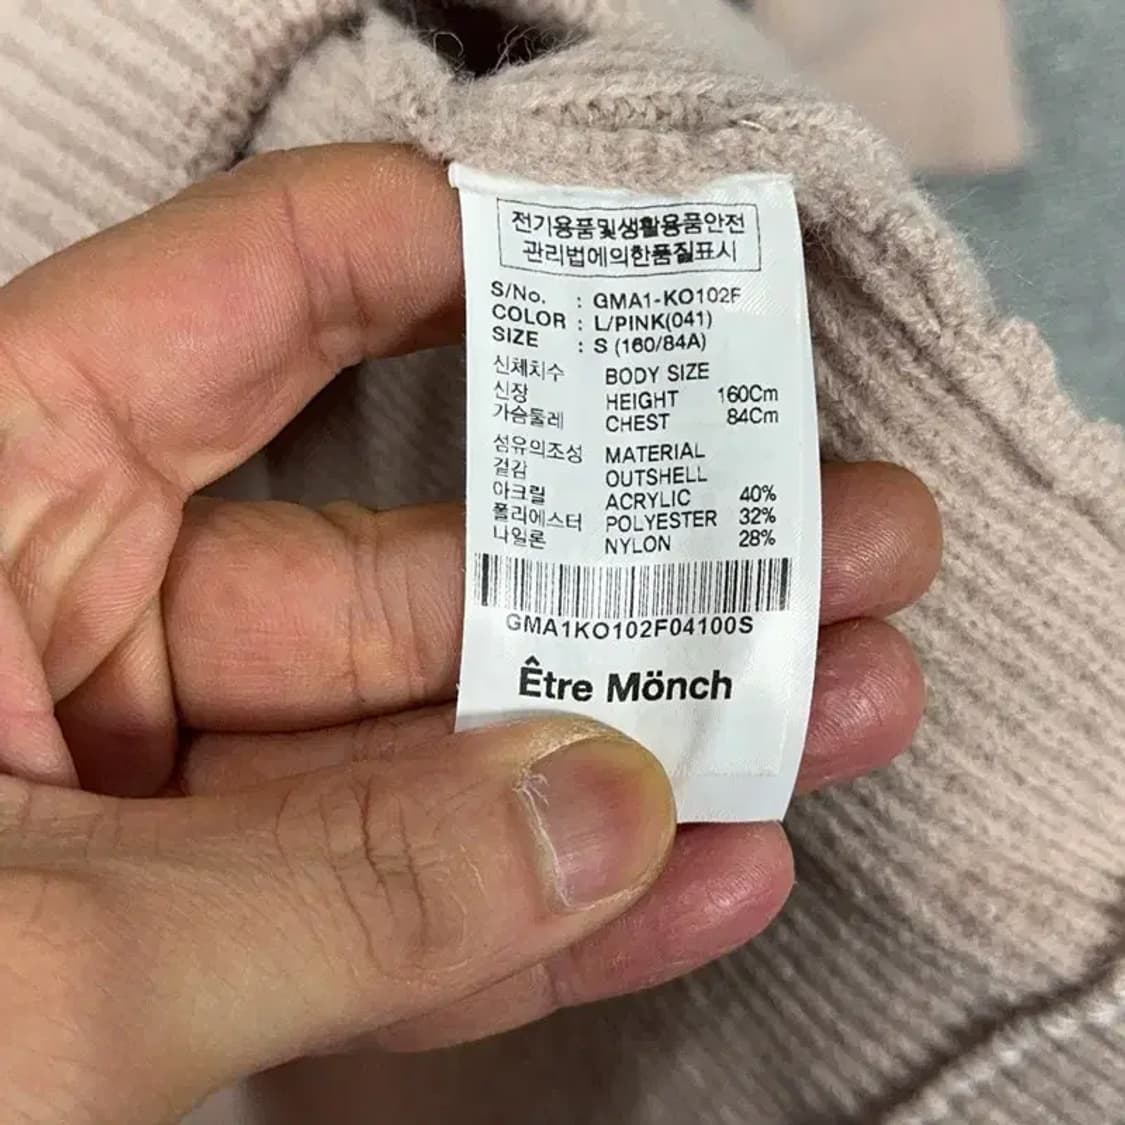 전기용품및생활용품안전
관리법에의한품질표시
S/No. : GMA1-KO102F
COLOR : L/PINK(041)
SIZE : S (160/84A)
신체치수 BODY SIZE
신장 HEIGHT 160Cm
가슴둘레 CHEST 84Cm
섬유의조성 MATERIAL
겉감 OUTSHELL
아크릴 ACRYLIC 40%
폴리에스터 POLYESTER 32%
나일론 NYLON 28%
GMA1KO102F04100S
Être Mönch